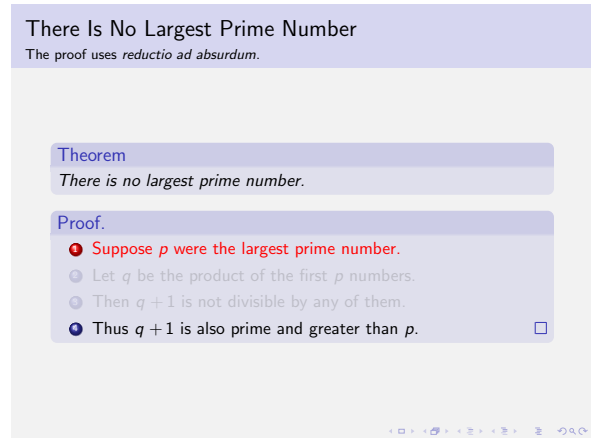 There Is No Largest Prime Number
The proof uses reductio ad absurdum.
Theorem
There is no largest prime number.
Proof.
1 Suppose p were the largest prime number.
2 Let q be the product of the first p numbers.
3 Then q + 1 is not divisible by any of them.
4 Thus q + 1 is also prime and greater than p.